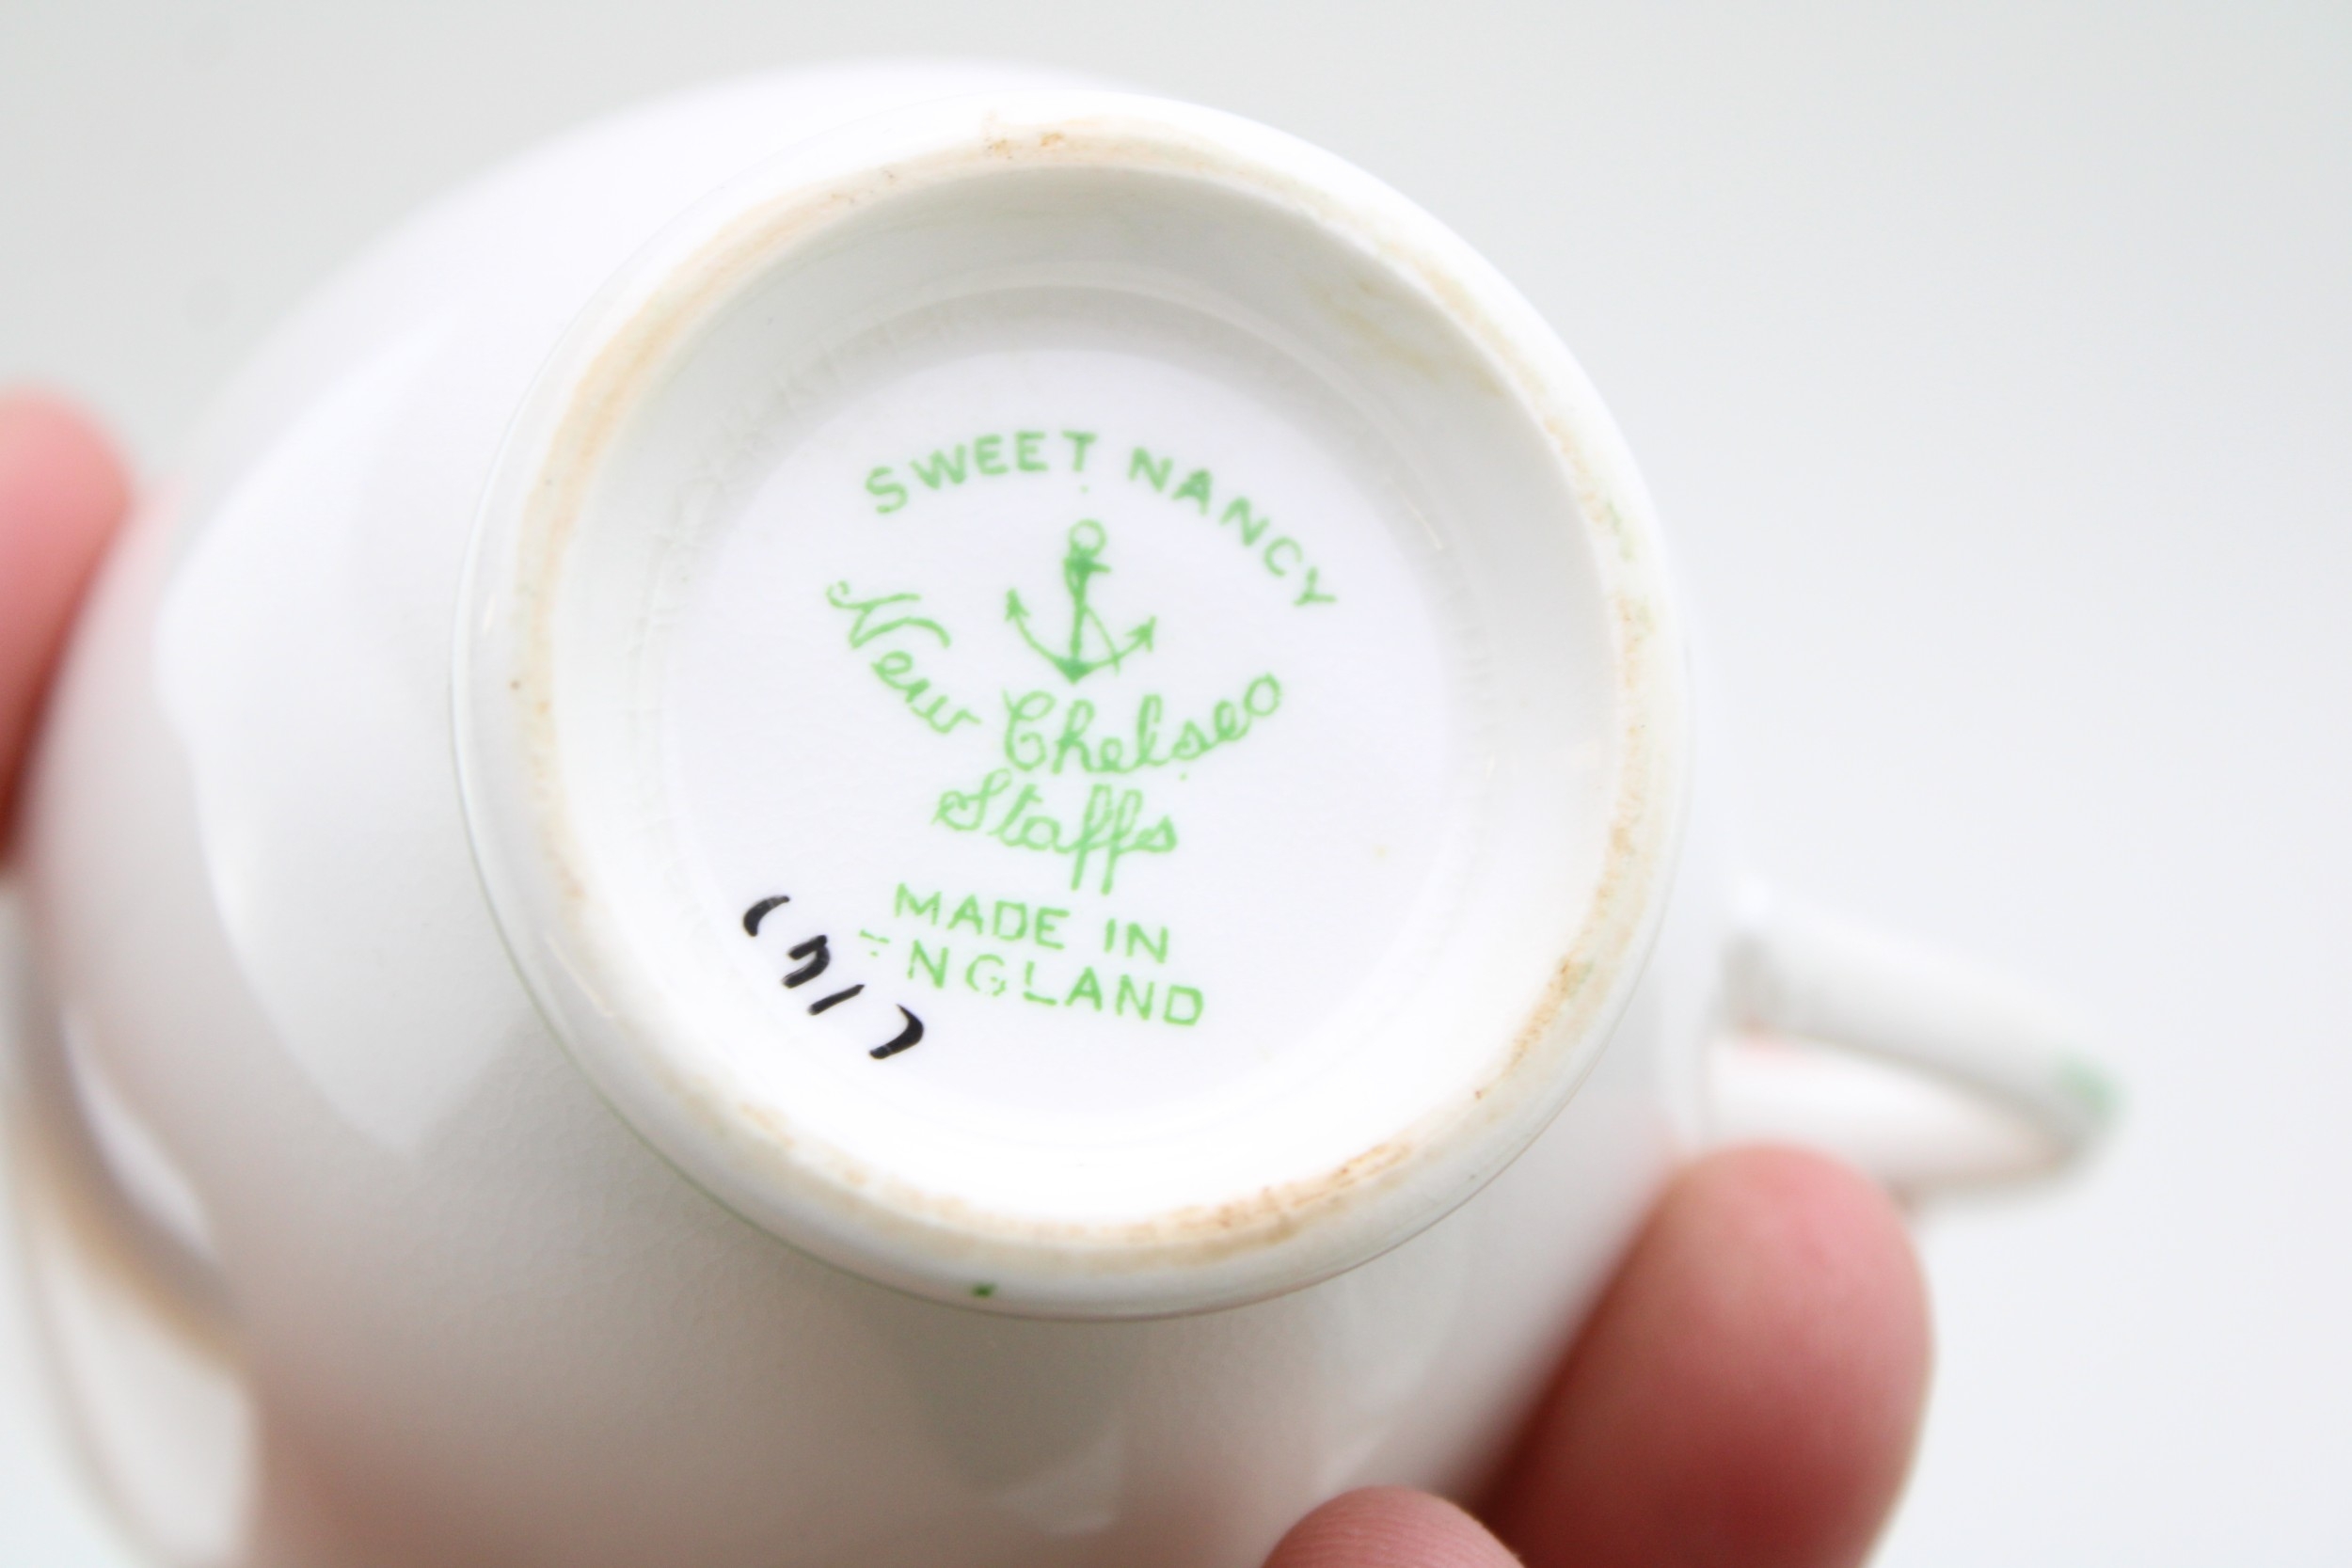 SWEET NANCY
New Chelsea
Staffs
MADE IN
ENGLAND